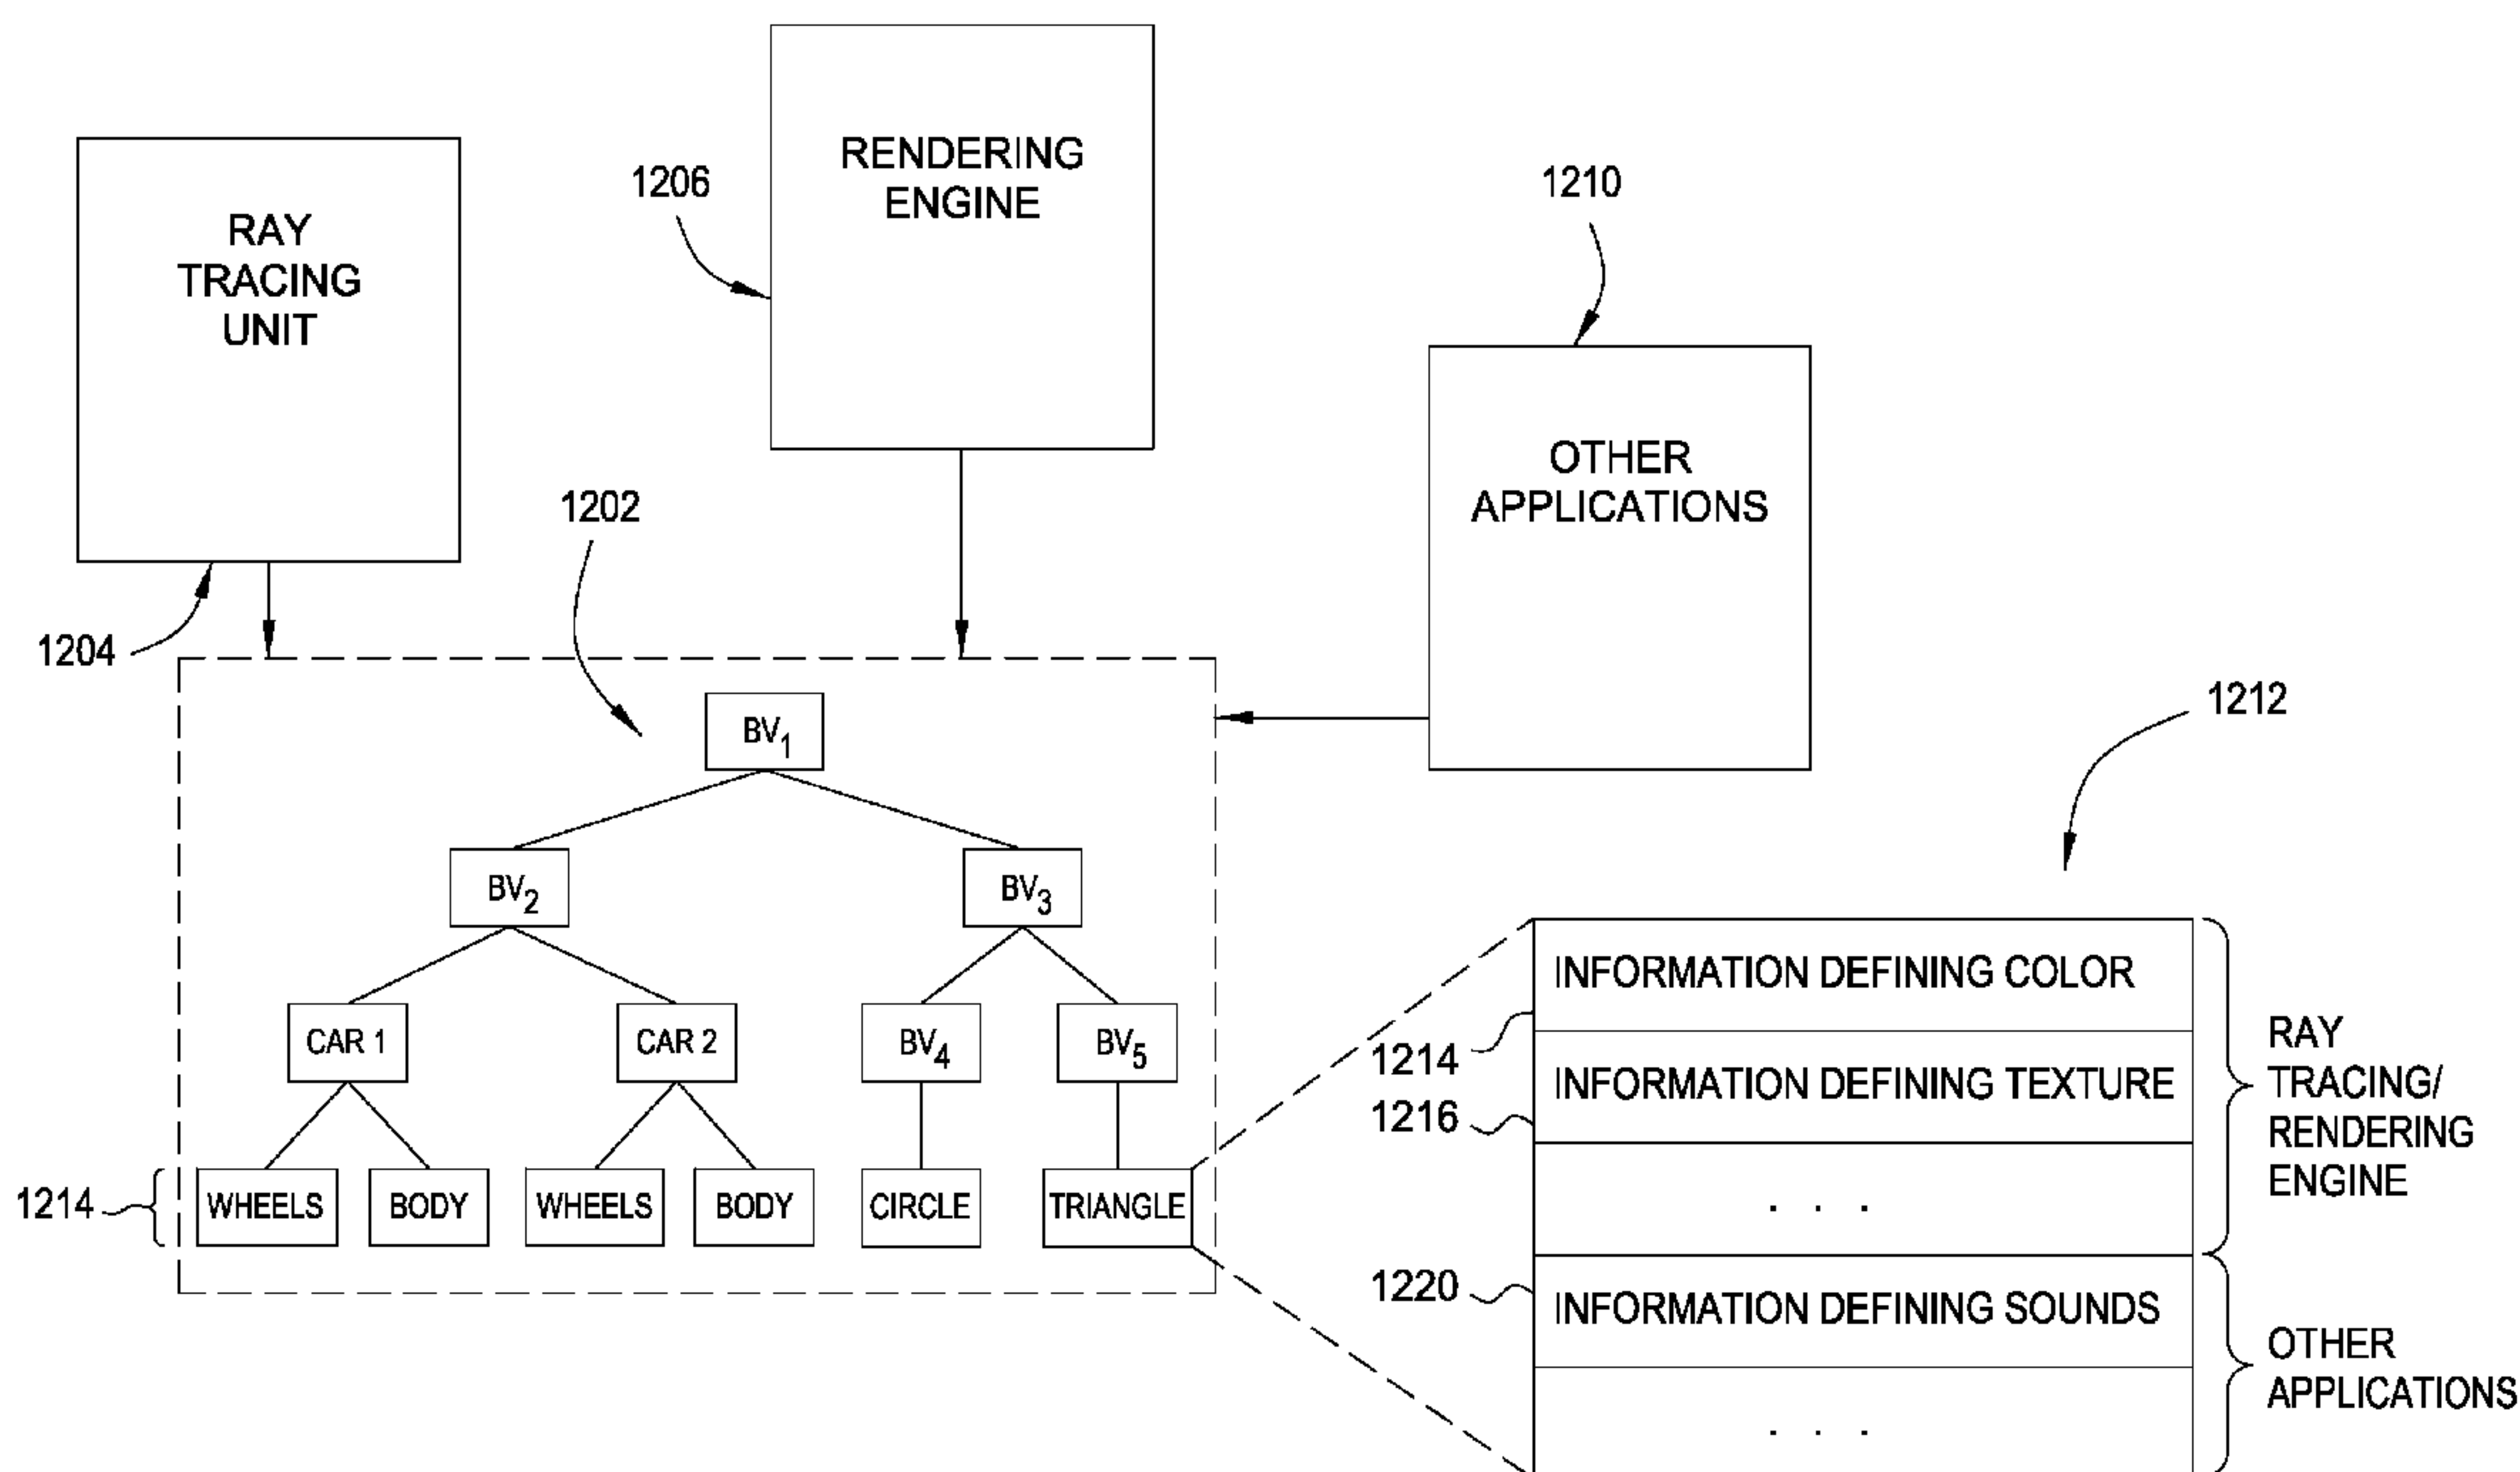 RAY
TRACING
UNIT
1204
1206
RENDERING
ENGINE
1210
OTHER
APPLICATIONS
1202
BV1
BV2
BV3
CAR 1
CAR 2
BV4
BV5
1214
WHEELS
BODY
WHEELS
BODY
CIRCLE
TRIANGLE
1212
INFORMATION DEFINING COLOR
1214
INFORMATION DEFINING TEXTURE
1216
. . .
1220
INFORMATION DEFINING SOUNDS
. . .
RAY
TRACING/
RENDERING
ENGINE
OTHER
APPLICATIONS